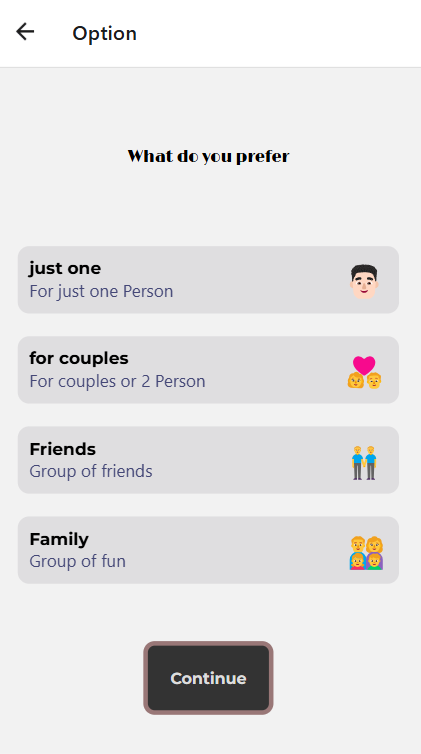 Option
What do you prefer
just one
For just one Person
for couples
For couples or 2 Person
Friends
Group of friends
Family
Group of fun
Continue